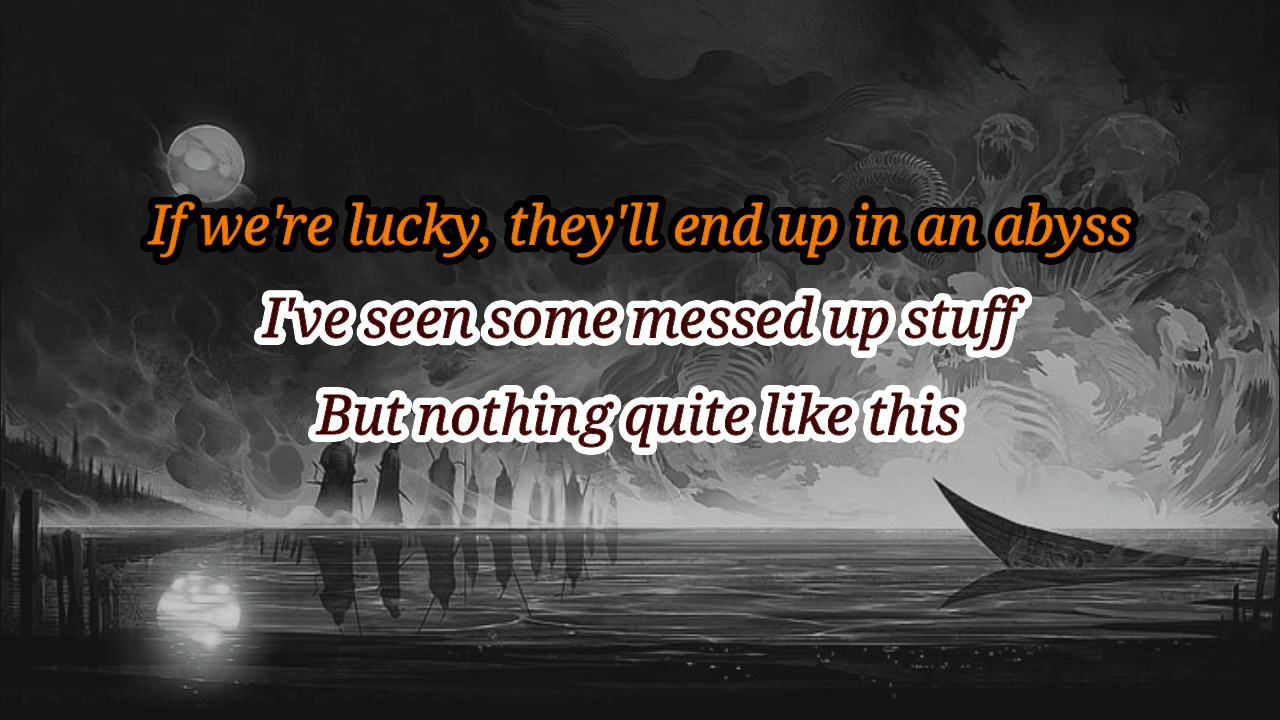 If we're lucky, they'll end up in an abyss
I've seen some messed up stuff
But nothing quite like this